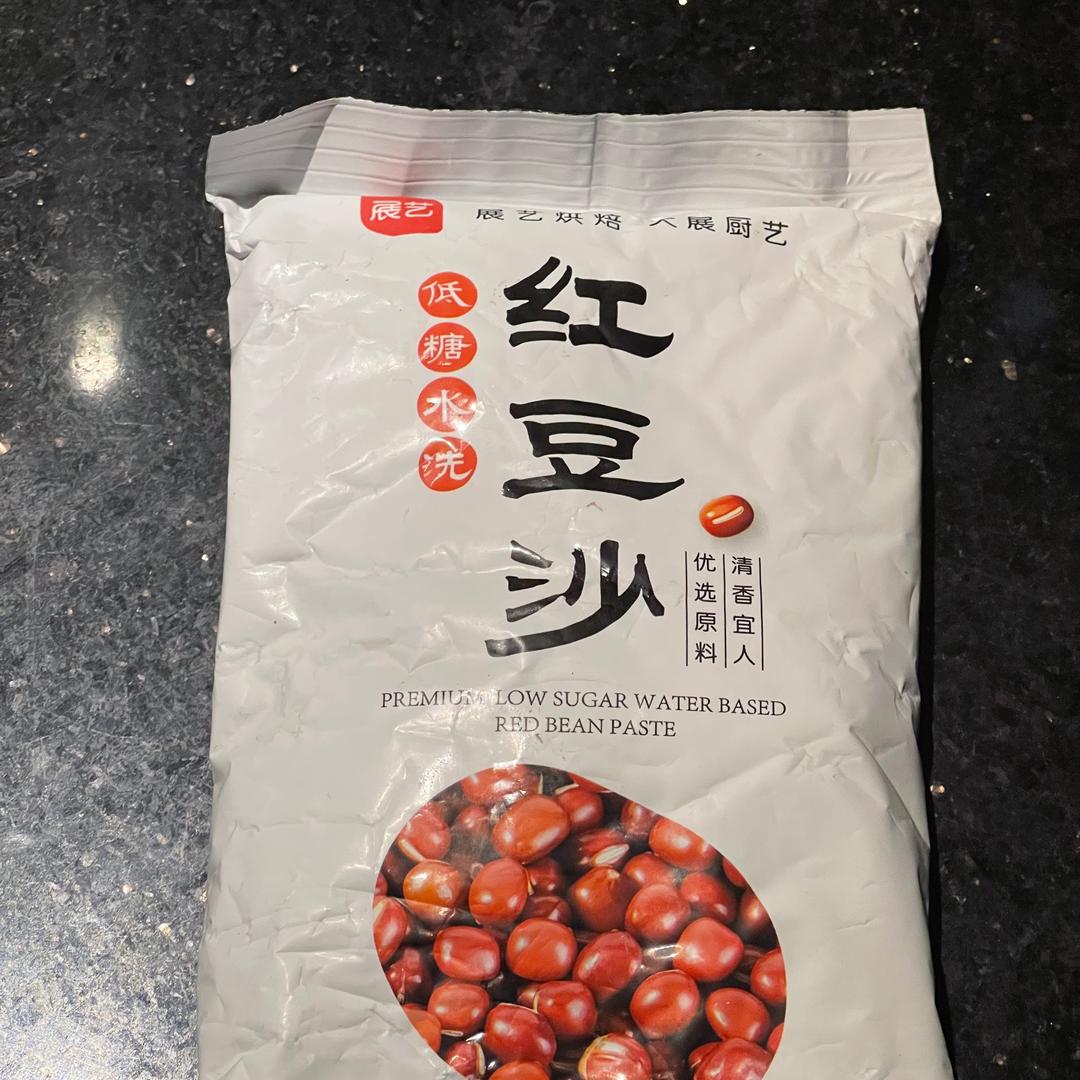 展艺
展艺烘焙 大展厨艺
低糖水洗
红豆沙
清香宜人
优选原料
PREMIUM LOW SUGAR WATER BASED
RED BEAN PASTE